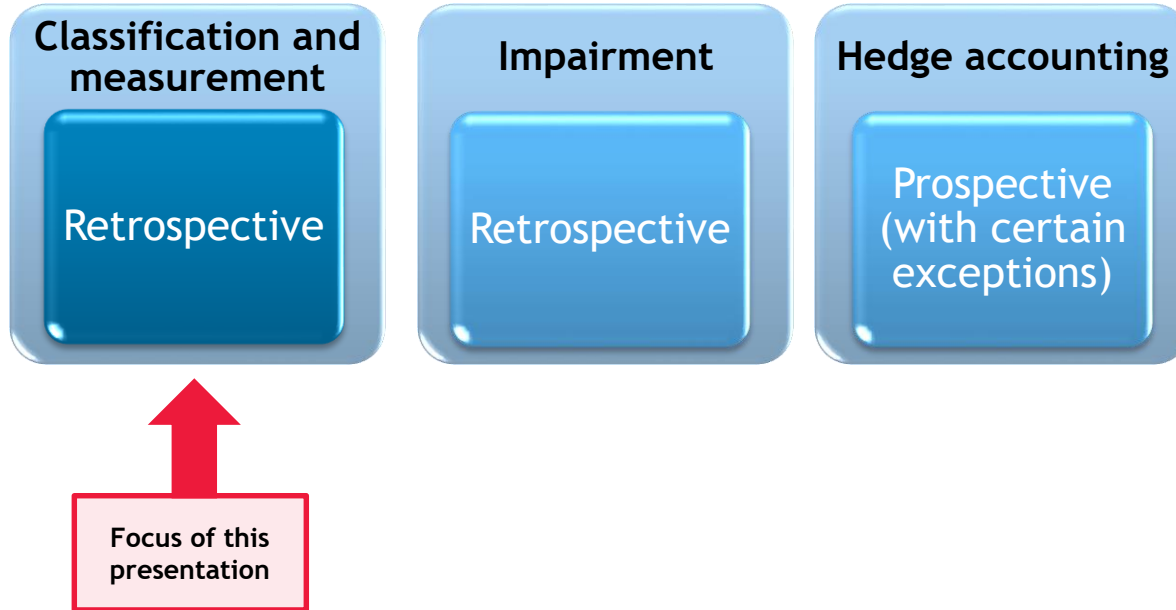 Classification and
measurement
Retrospective
Impairment
Retrospective
Hedge accounting
Prospective
(with certain
exceptions)
Focus of this
presentation